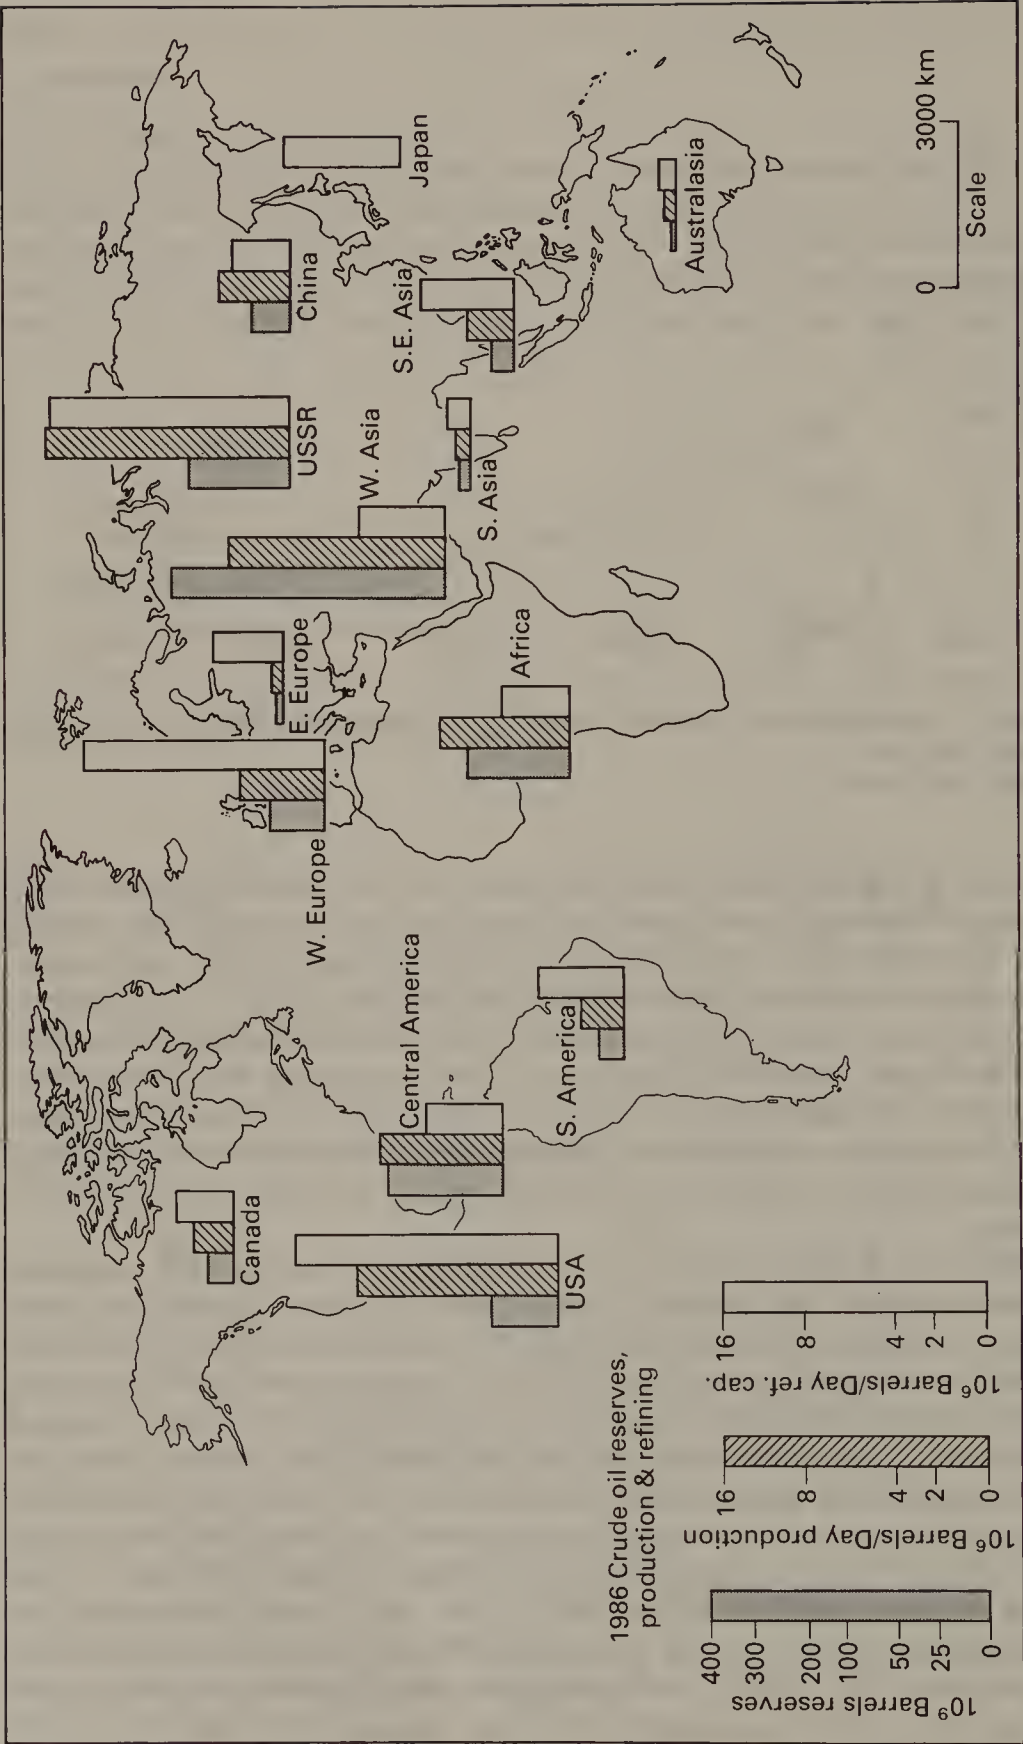 Canada
USA
Central America
S. America
W. Europe
E. Europe
Africa
W. Asia
USSR
S. Asia
China
S.E. Asia
Japan
Australasia
1986 Crude oil reserves,
production & refining
10⁹ Barrels reserves
400
300
200
100
50
25
0
10⁶ Barrels/Day production
16
8
4
2
0
10⁶ Barrels/Day ref. cap.
16
8
4
2
0
0 3000 km
Scale